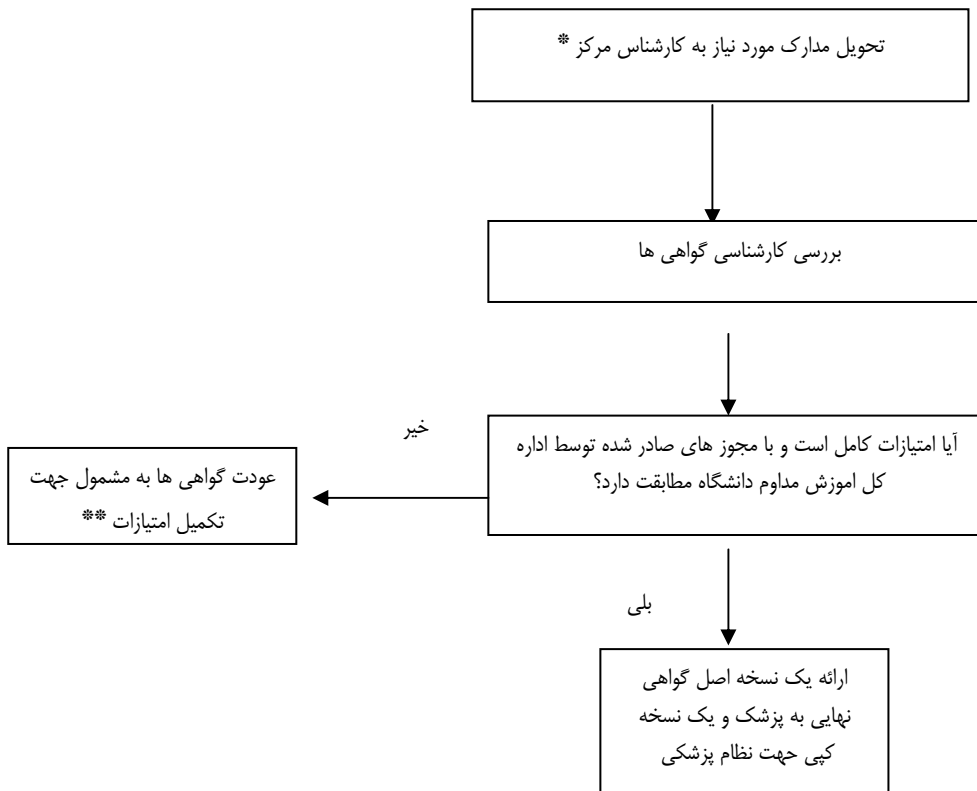 تحویل مدارک مورد نیاز به کارشناس مرکز *
بررسی کارشناسی گواهی ها
آیا امتیازات کامل است و با مجوز های صادر شده توسط اداره
کل اموزش مداوم دانشگاه مطابقت دارد؟
خیر
عودت گواهی ها به مشمول جهت
تکمیل امتیازات **
بلی
ارائه یک نسخه اصل گواهی
نهایی به پزشک و یک نسخه
کپی حهت نظام پزشکی